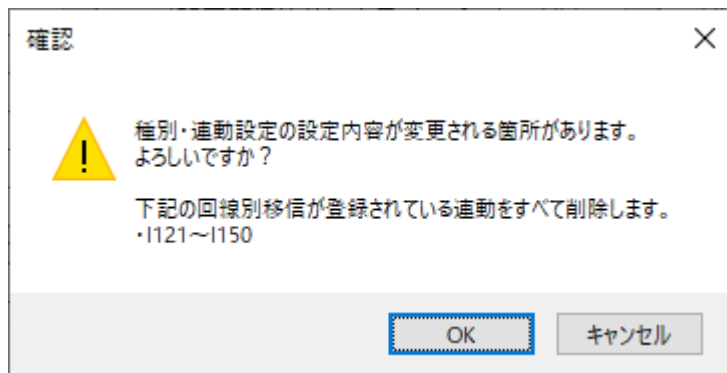 確認
種別・連動設定の設定内容が変更される箇所があります。
よろしいですか？
下記の回線別移信が登録されている連動をすべて削除します。
・I121～I150
OK
キャンセル